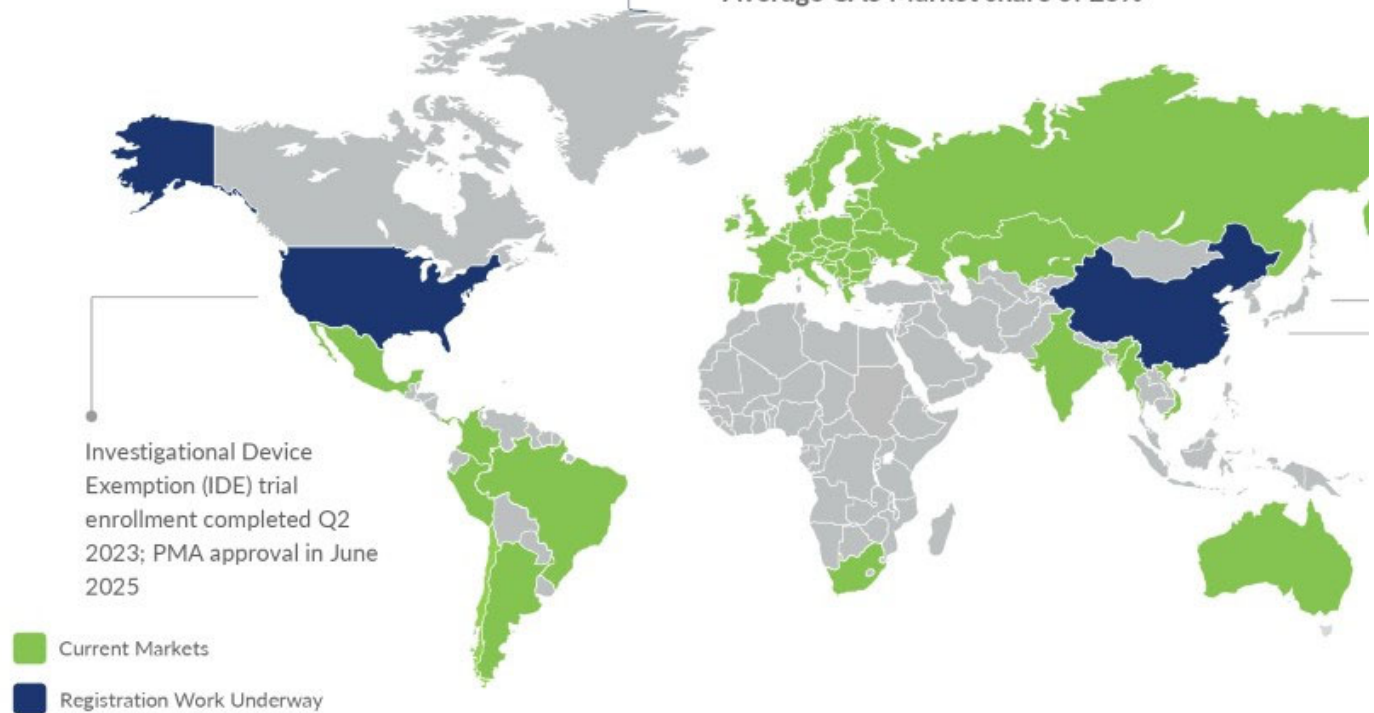 Investigational Device
Exemption (IDE) trial
enrollment completed Q2
2023; PMA approval in June
2025
Current Markets
Registration Work Underway